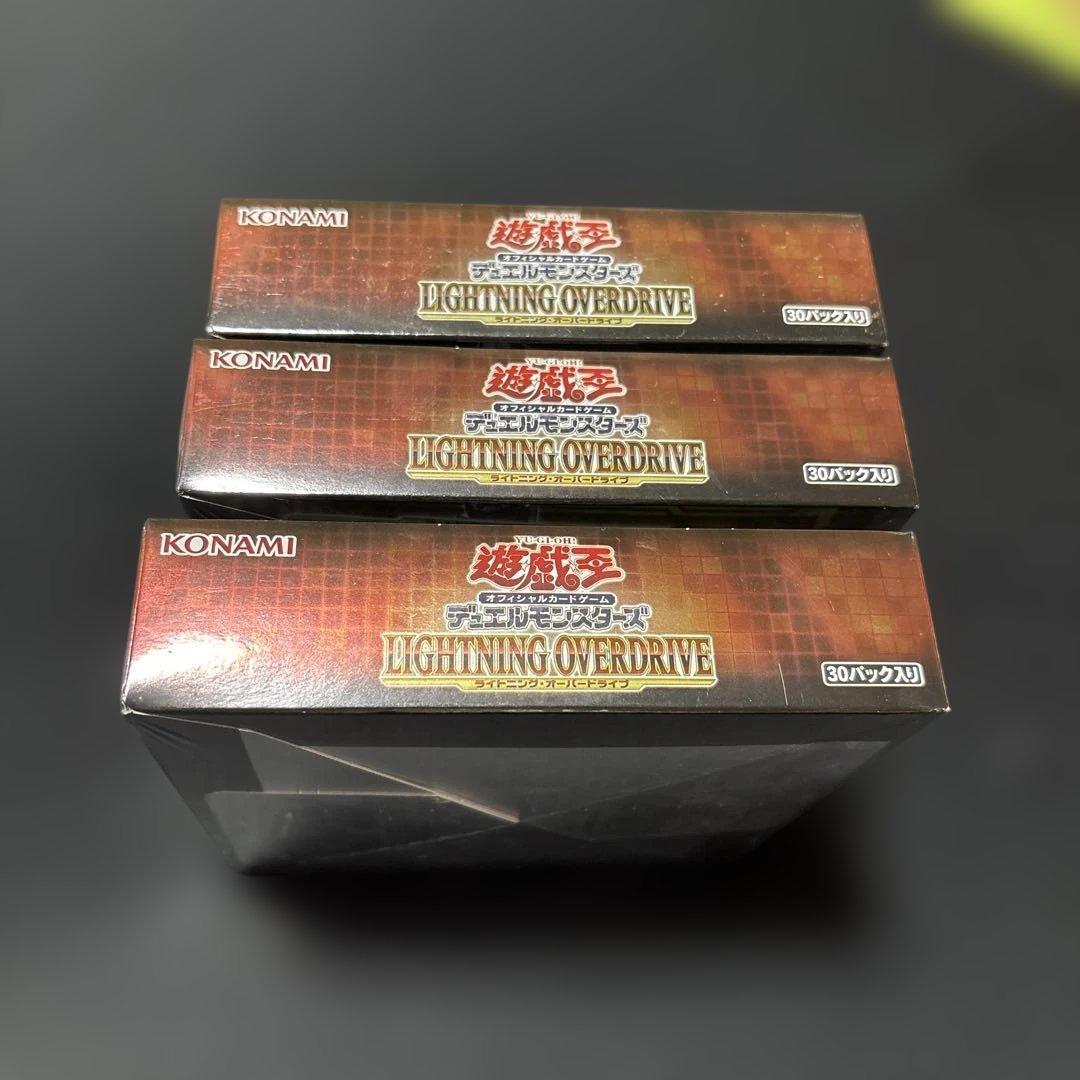 KONAMI
YU-GI-OH!
遊戯王
オフィシャルカードゲーム
デュエルモンスターズ
LIGHTNING OVERDRIVE
ライトニング・オーバードライブ
30パック入り
KONAMI
YU-GI-OH!
遊戯王
オフィシャルカードゲーム
デュエルモンスターズ
LIGHTNING OVERDRIVE
ライトニング・オーバードライブ
30パック入り
KONAMI
YU-GI-OH!
遊戯王
オフィシャルカードゲーム
デュエルモンスターズ
LIGHTNING OVERDRIVE
ライトニング・オーバードライブ
30パック入り